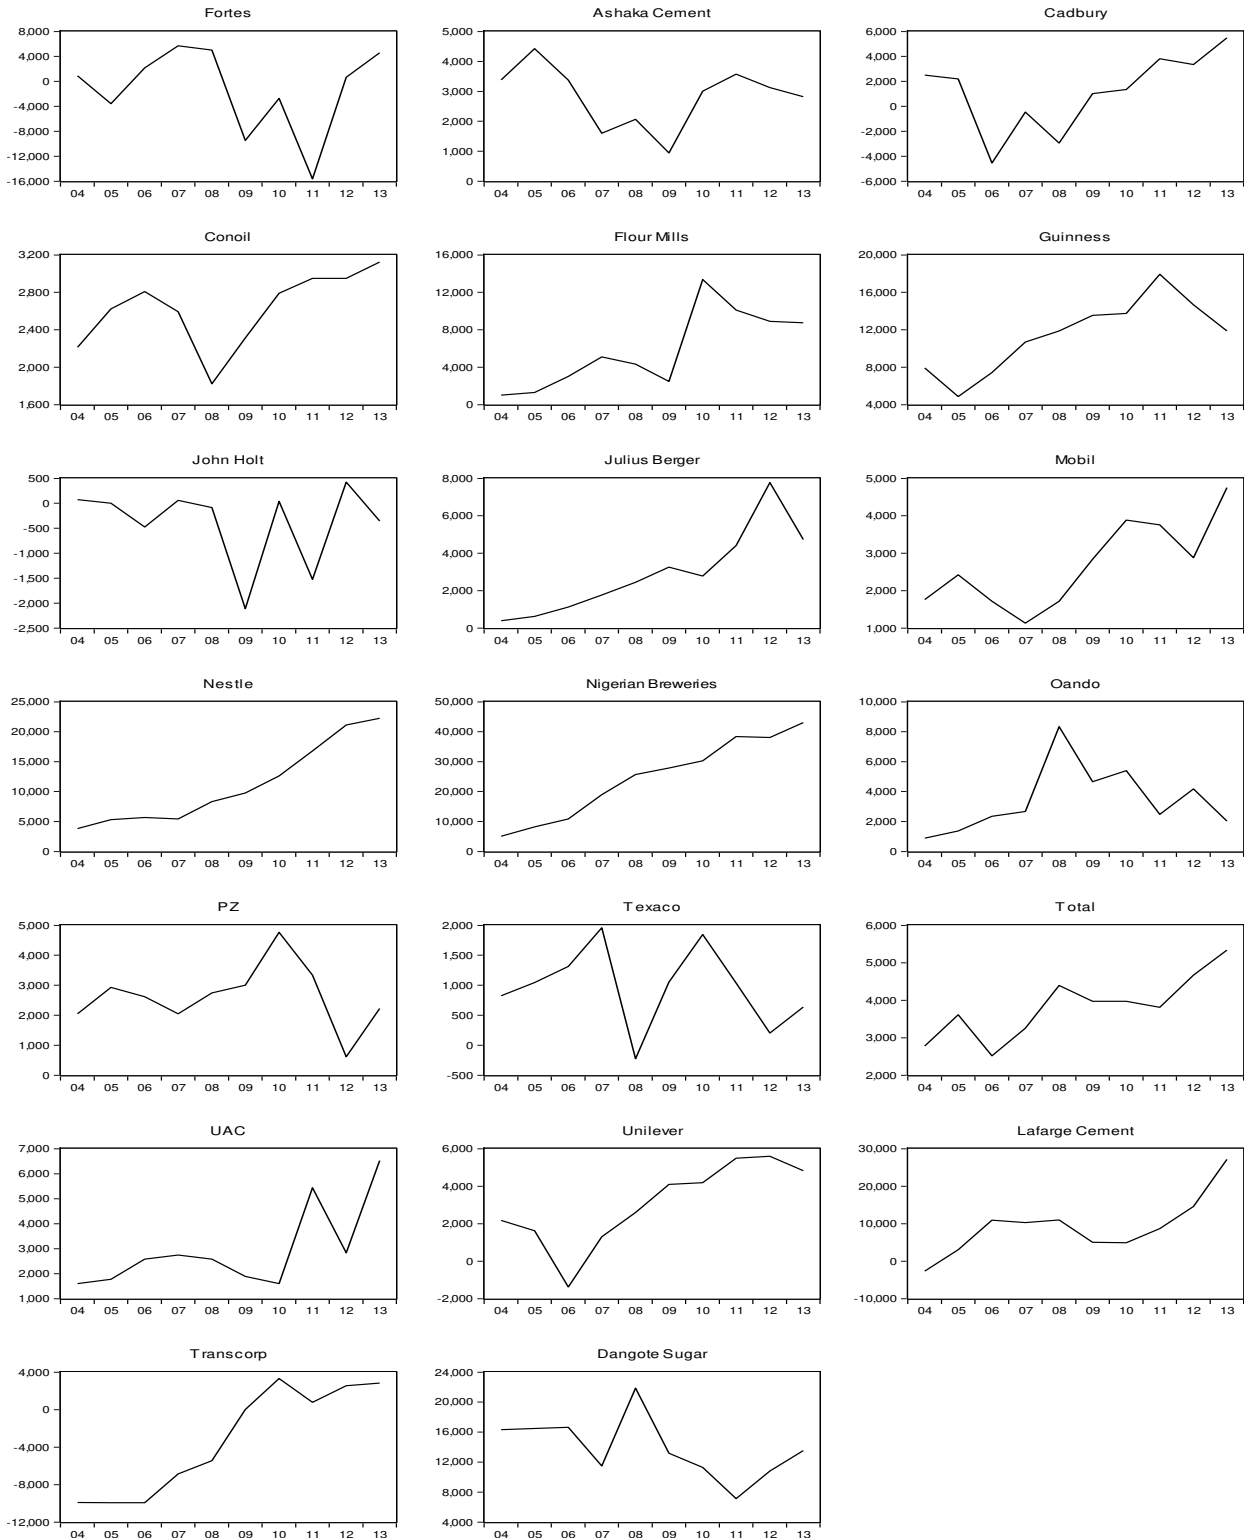 Fortes
8,000
4,000
0
-4,000
-8,000
-12,000
-16,000
04 05 06 07 08 09 10 11 12 13
Ashaka Cement
5,000
4,000
3,000
2,000
1,000
0
04 05 06 07 08 09 10 11 12 13
Cadbury
6,000
4,000
2,000
0
-2,000
-4,000
-6,000
04 05 06 07 08 09 10 11 12 13
Conoil
3,200
2,800
2,400
2,000
1,600
04 05 06 07 08 09 10 11 12 13
Flour Mills
16,000
12,000
8,000
4,000
0
04 05 06 07 08 09 10 11 12 13
Guinness
20,000
16,000
12,000
8,000
4,000
04 05 06 07 08 09 10 11 12 13
John Holt
500
0
-500
-1,000
-1,500
-2,000
-2,500
04 05 06 07 08 09 10 11 12 13
Julius Berger
8,000
6,000
4,000
2,000
0
04 05 06 07 08 09 10 11 12 13
Mobil
5,000
4,000
3,000
2,000
1,000
04 05 06 07 08 09 10 11 12 13
Nestle
25,000
20,000
15,000
10,000
5,000
0
04 05 06 07 08 09 10 11 12 13
Nigerian Breweries
50,000
40,000
30,000
20,000
10,000
0
04 05 06 07 08 09 10 11 12 13
Oando
10,000
8,000
6,000
4,000
2,000
0
04 05 06 07 08 09 10 11 12 13
PZ
5,000
4,000
3,000
2,000
1,000
0
04 05 06 07 08 09 10 11 12 13
Texaco
2,000
1,500
1,000
500
0
-500
04 05 06 07 08 09 10 11 12 13
Total
6,000
5,000
4,000
3,000
2,000
04 05 06 07 08 09 10 11 12 13
UAC
7,000
6,000
5,000
4,000
3,000
2,000
1,000
04 05 06 07 08 09 10 11 12 13
Unilever
6,000
4,000
2,000
0
-2,000
04 05 06 07 08 09 10 11 12 13
Lafarge Cement
30,000
20,000
10,000
0
-10,000
04 05 06 07 08 09 10 11 12 13
Transcorp
4,000
0
-4,000
-8,000
-12,000
04 05 06 07 08 09 10 11 12 13
Dangote Sugar
24,000
20,000
16,000
12,000
8,000
4,000
04 05 06 07 08 09 10 11 12 13